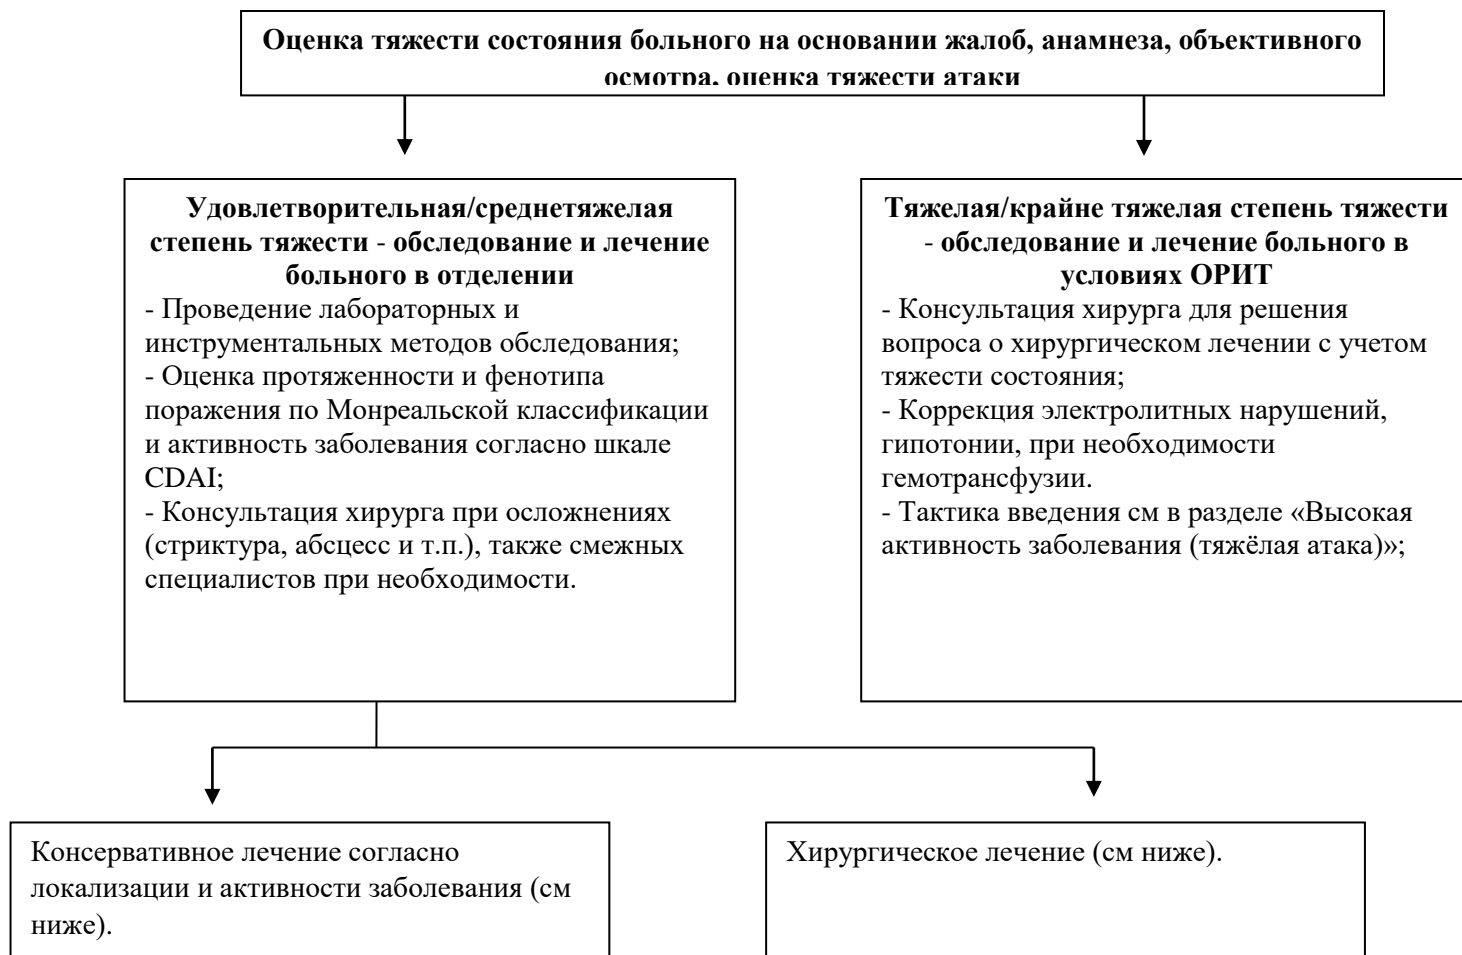 Оценка тяжести состояния больного на основании жалоб, анамнеза, объективного
осмотра, оценка тяжести атаки
Удовлетворительная/среднетяжелая
степень тяжести - обследование и лечение
больного в отделении
- Проведение лабораторных и
инструментальных методов обследования;
- Оценка протяженности и фенотипа
поражения по Монреальской классификации
и активность заболевания согласно шкале
CDAI;
- Консультация хирурга при осложнениях
(стриктура, абсцесс и т.п.), также смежных
специалистов при необходимости.
Тяжелая/крайне тяжелая степень тяжести
- обследование и лечение больного в
условиях ОРИТ
- Консультация хирурга для решения
вопроса о хирургическом лечении с учетом
тяжести состояния;
- Коррекция электролитных нарушений,
гипотонии, при необходимости
гемотрансфузии.
- Тактика введения см в разделе «Высокая
активность заболевания (тяжёлая атака)»;
Консервативное лечение согласно
локализации и активности заболевания (см
ниже).
Хирургическое лечение (см ниже).